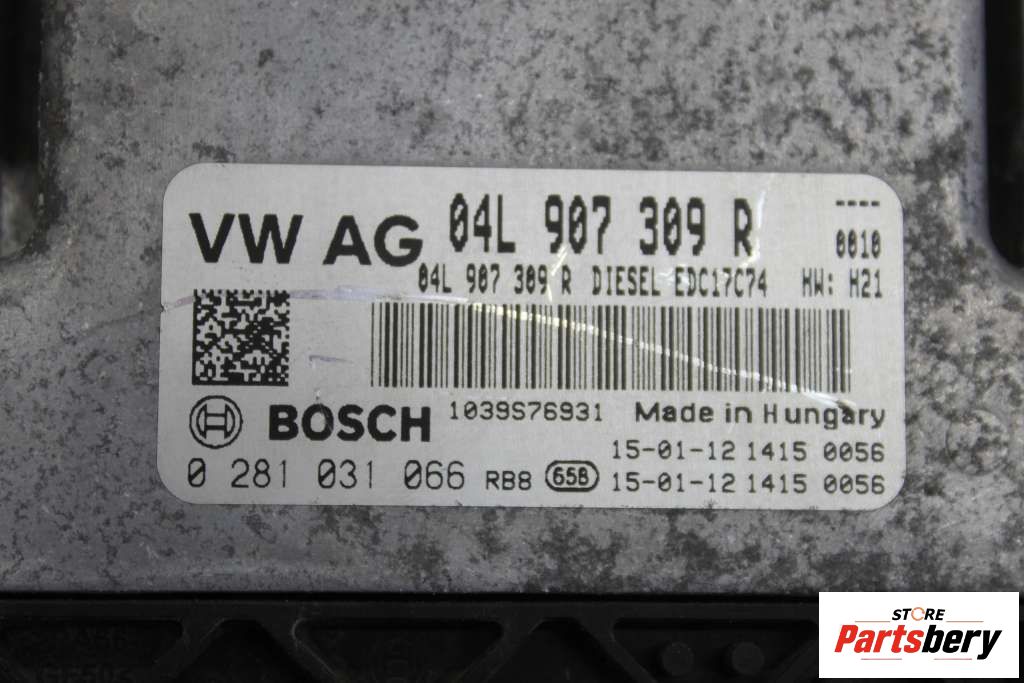 VW AG 04L 907 309 R ----
0010
04L 907 309 R DIESEL EDC17C74 HW: H21
BOSCH 1039S76931 Made in Hungary
15-01-12 1415 0056
0 281 031 066 RB8 65B 15-01-12 1415 0056
STORE
Partsbery